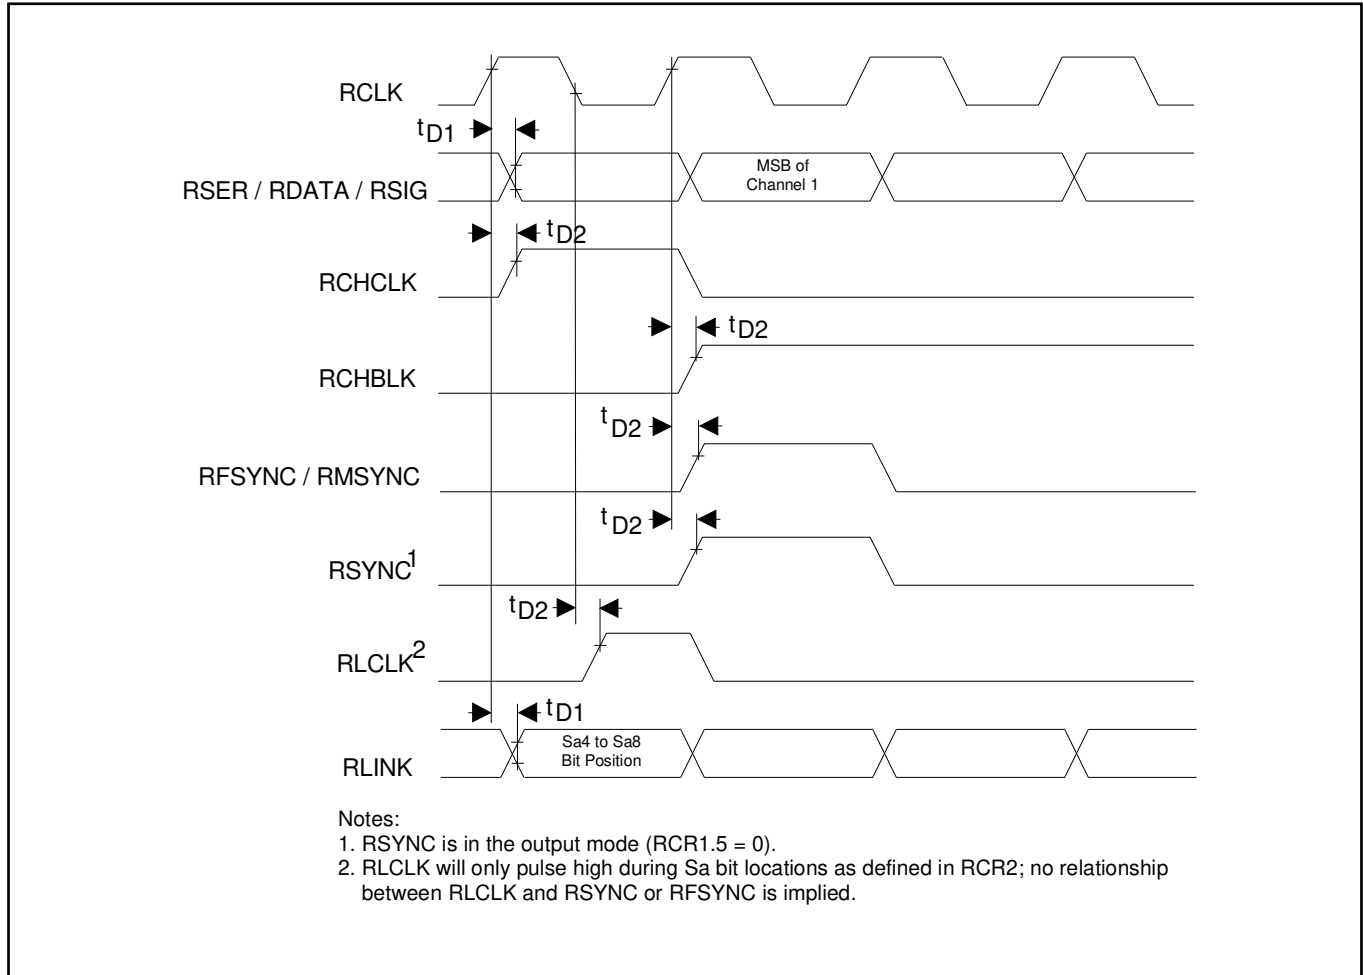 RCLK
tD1
RSER / RDATA / RSIG
MSB of
Channel 1
tD2
RCHCLK
tD2
RCHBLK
tD2
RFSYNC / RMSYNC
tD2
RSYNC1
tD2
RLCLK2
tD1
RLINK
Sa4 to Sa8
Bit Position
Notes:
1. RSYNC is in the output mode (RCR1.5 = 0).
2. RLCLK will only pulse high during Sa bit locations as defined in RCR2; no relationship
between RLCLK and RSYNC or RFSYNC is implied.